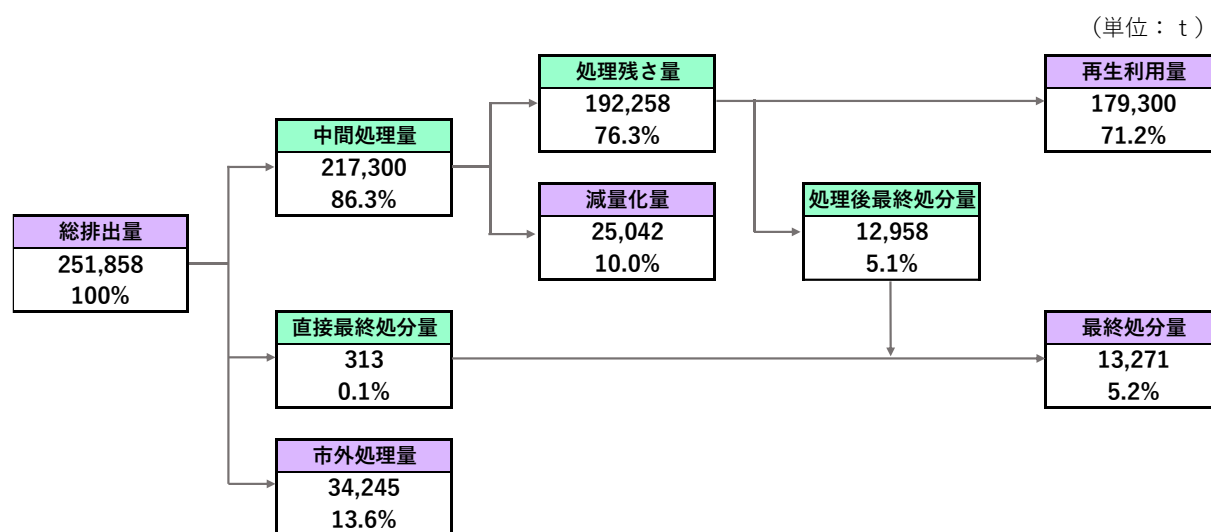 （単位： ｔ）
処理残さ量
192,258
76.3%
再生利用量
179,300
71.2%
中間処理量
217,300
86.3%
減量化量
25,042
10.0%
処理後最終処分量
12,958
5.1%
総排出量
251,858
100%
直接最終処分量
313
0.1%
最終処分量
13,271
5.2%
市外処理量
34,245
13.6%